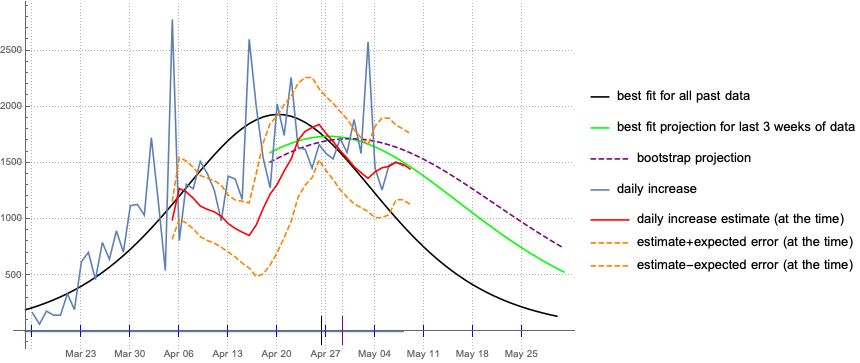 2500
2000
1500
1000
500
Mar 23 Mar 30 Apr 06 Apr 13 Apr 20 Apr 27 May 04 May 11 May 18 May 25
best fit for all past data
best fit projection for last 3 weeks of data
bootstrap projection
daily increase
daily increase estimate (at the time)
estimate+expected error (at the time)
estimate−expected error (at the time)